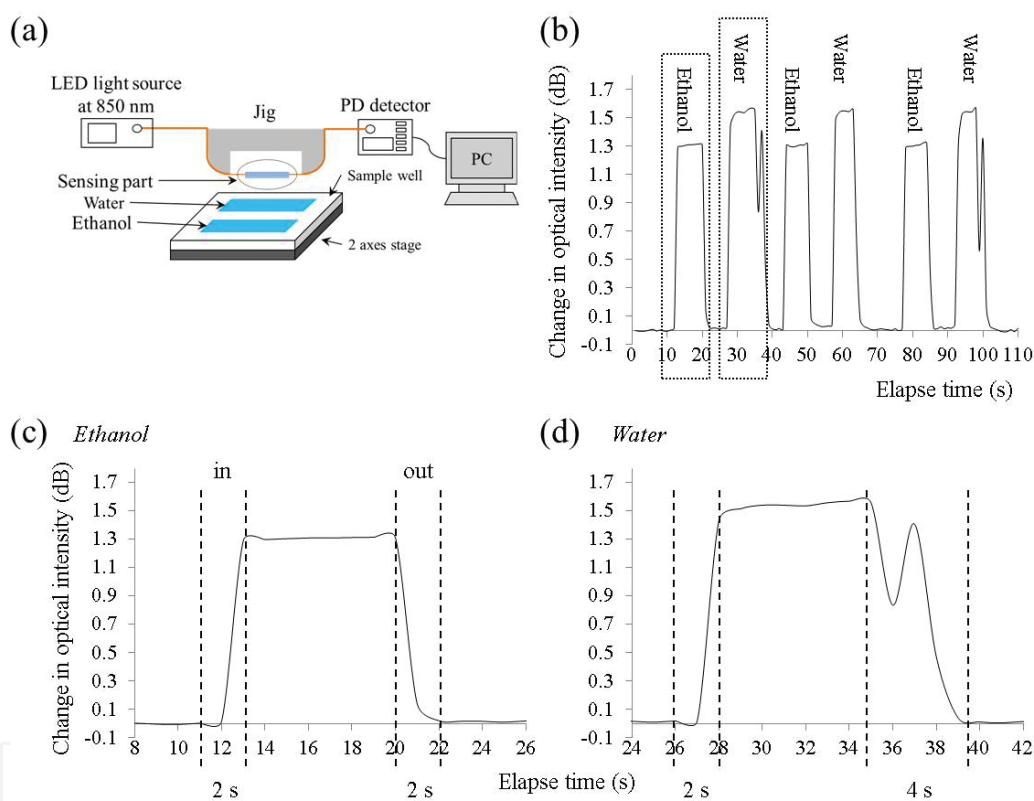 (a)
LED light source
at 850 nm
Jig
PD detector
PC
Sensing part
Water
Ethanol
Sample well
2 axes stage
(b)
Change in optical intensity (dB)
1.7
1.5
1.3
1.1
0.9
0.7
0.5
0.3
0.1
-0.1
Ethanol
Water
Ethanol
Water
Ethanol
Water
0 10 20 30 40 50 60 70 80 90 100 110
Elapse time (s)
(c) Ethanol
in out
Change in optical intensity (dB)
1.7
1.5
1.3
1.1
0.9
0.7
0.5
0.3
0.1
-0.1
8 10 12 14 16 18 20 22 24 26
2 s 2 s
(d) Water
1.7
1.5
1.3
1.1
0.9
0.7
0.5
0.3
0.1
-0.1
24 26 28 30 32 34 36 38 40 42
Elapse time (s)
2 s 4 s